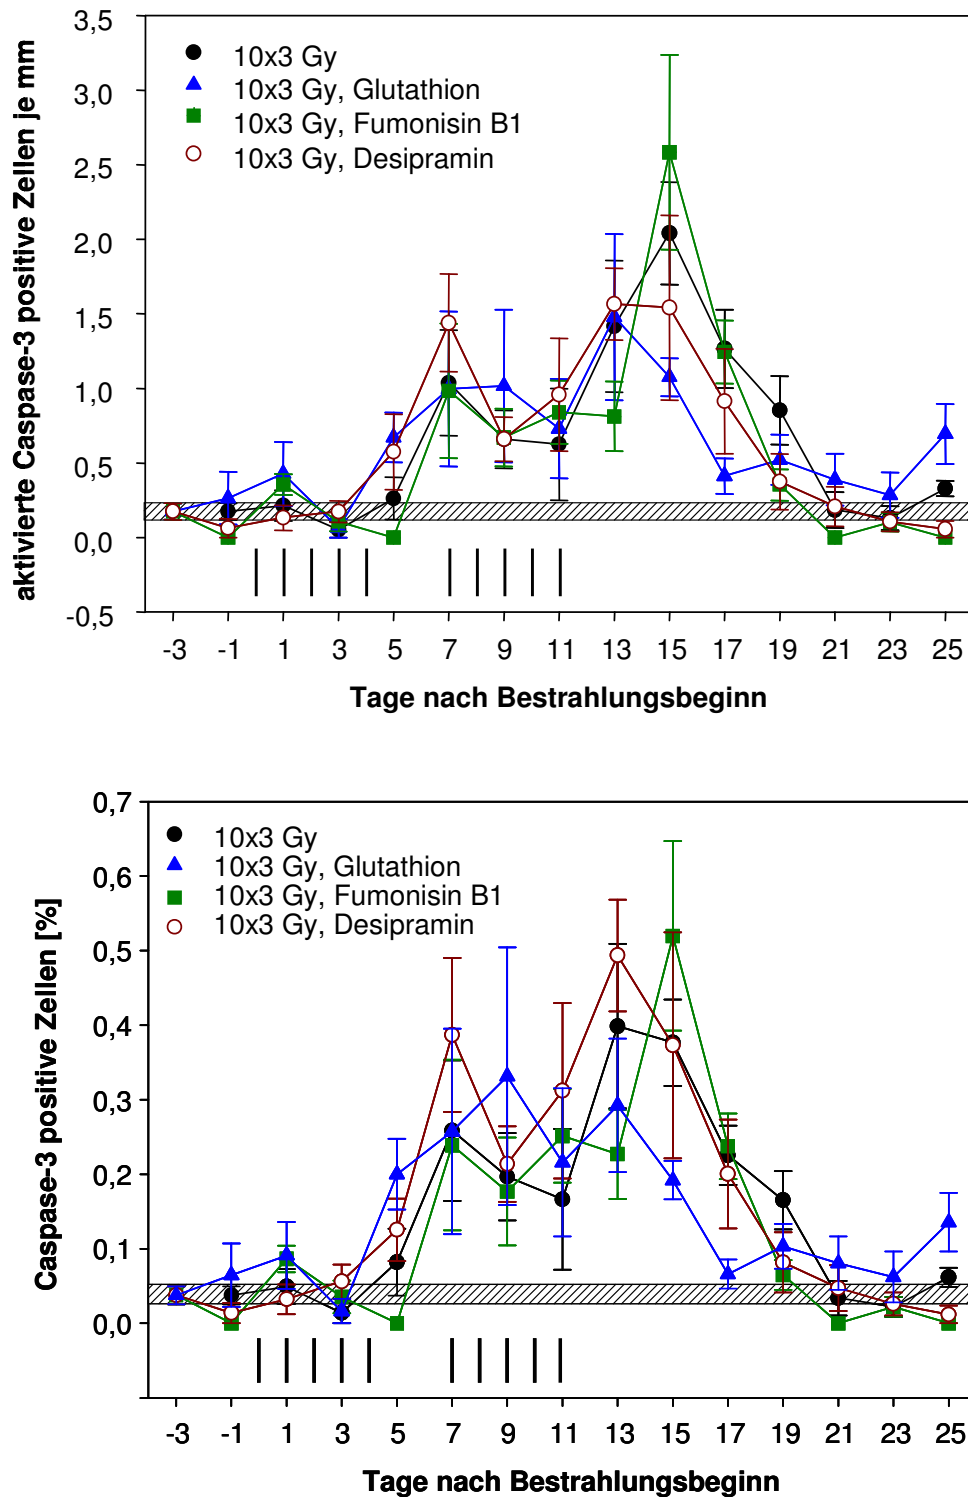 aktivierte Caspase-3 positive Zellen je mm
3,5
3,0
2,5
2,0
1,5
1,0
0,5
0,0
-0,5
10x3 Gy
10x3 Gy, Glutathion
10x3 Gy, Fumonisin B1
10x3 Gy, Desipramin
-3 -1 1 3 5 7 9 11 13 15 17 19 21 23 25
Tage nach Bestrahlungsbeginn
Caspase-3 positive Zellen [%]
0,7
0,6
0,5
0,4
0,3
0,2
0,1
0,0
10x3 Gy
10x3 Gy, Glutathion
10x3 Gy, Fumonisin B1
10x3 Gy, Desipramin
-3 -1 1 3 5 7 9 11 13 15 17 19 21 23 25
Tage nach Bestrahlungsbeginn